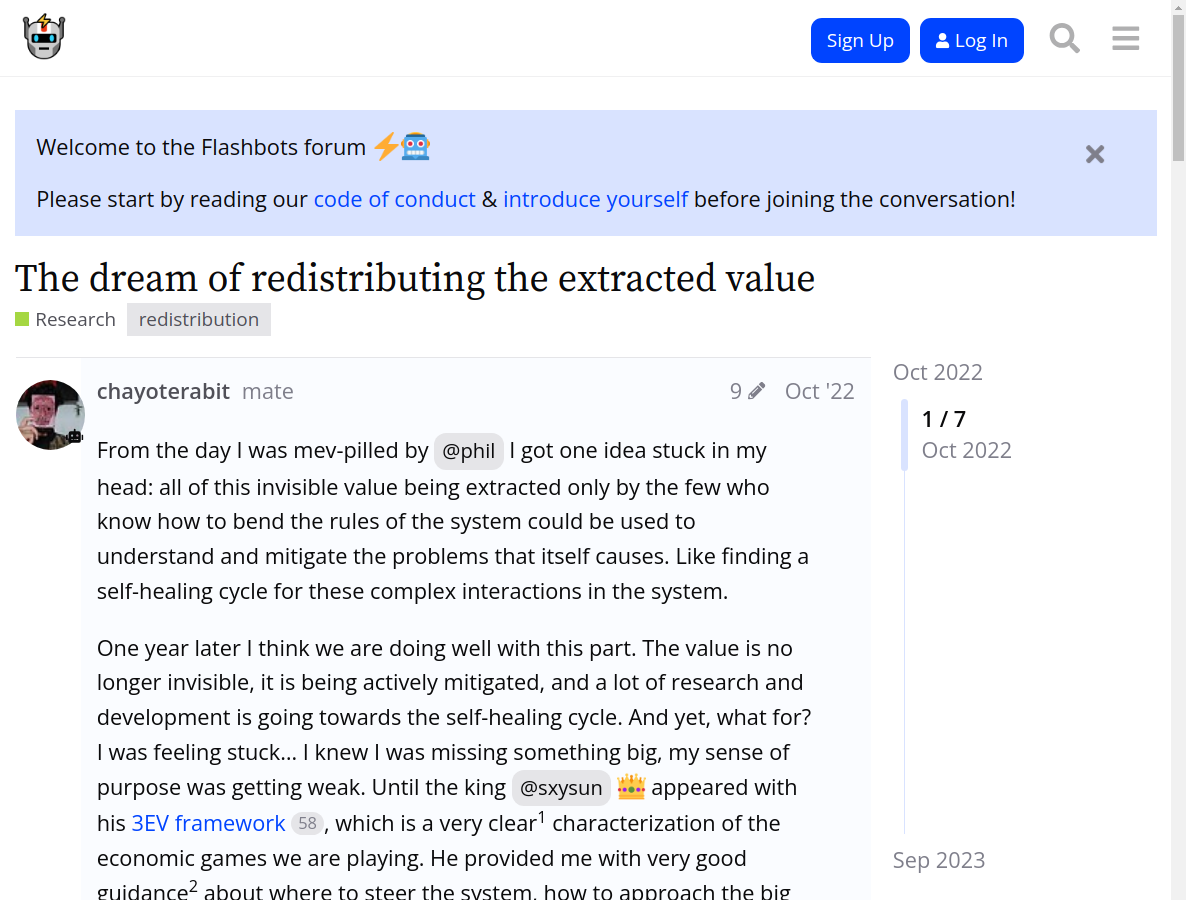 Sign Up
Log In
Welcome to the Flashbots forum ⚡🤖
Please start by reading our code of conduct & introduce yourself before joining the conversation!
The dream of redistributing the extracted value
Research redistribution
chayoterabit mate 9 Oct '22
From the day I was mev-pilled by @phil I got one idea stuck in my
head: all of this invisible value being extracted only by the few who
know how to bend the rules of the system could be used to
understand and mitigate the problems that itself causes. Like finding a
self-healing cycle for these complex interactions in the system.
One year later I think we are doing well with this part. The value is no
longer invisible, it is being actively mitigated, and a lot of research and
development is going towards the self-healing cycle. And yet, what for?
I was feeling stuck… I knew I was missing something big, my sense of
purpose was getting weak. Until the king @sxysun 👑 appeared with
his 3EV framework 58 , which is a very clear1 characterization of the
economic games we are playing. He provided me with very good
guidance2 about where to steer the system, how to approach the big
Oct 2022
1 / 7
Oct 2022
Sep 2023